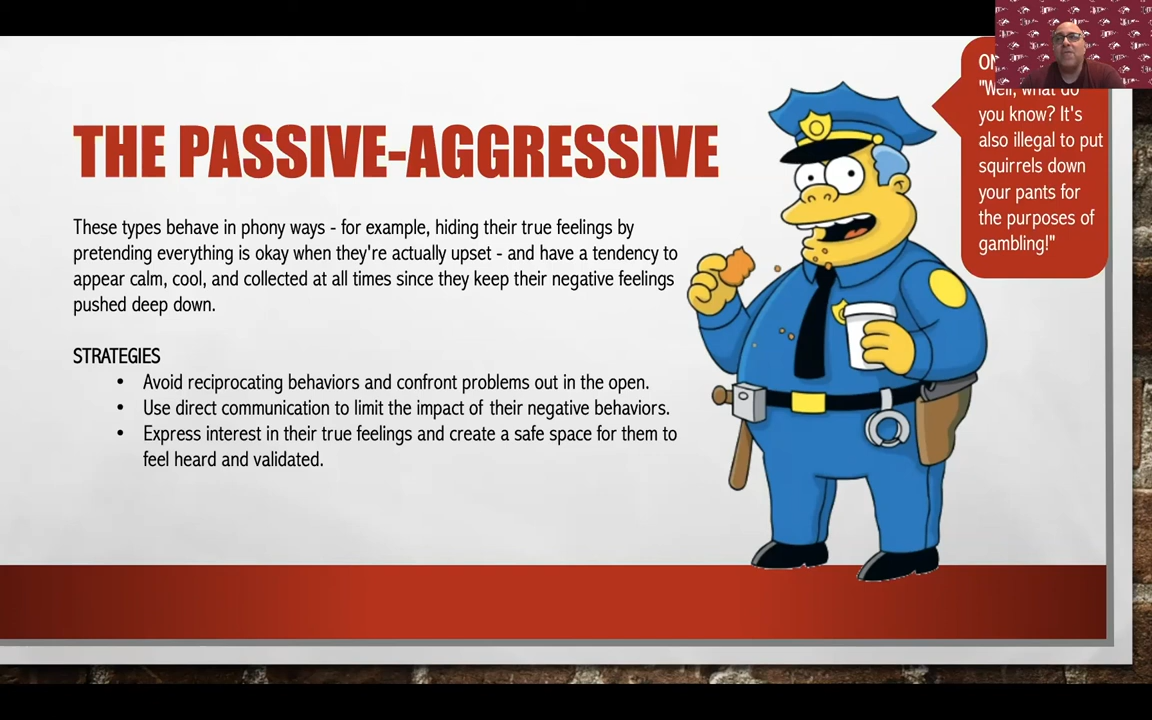 THE PASSIVE-AGGRESSIVE
These types behave in phony ways - for example, hiding their true feelings by
pretending everything is okay when they're actually upset - and have a tendency to
appear calm, cool, and collected at all times since they keep their negative feelings
pushed deep down.
STRATEGIES
• Avoid reciprocating behaviors and confront problems out in the open.
• Use direct communication to limit the impact of their negative behaviors.
• Express interest in their true feelings and create a safe space for them to
feel heard and validated.
"Well, what do
you know? It's
also illegal to put
squirrels down
your pants for
the purposes of
gambling!"